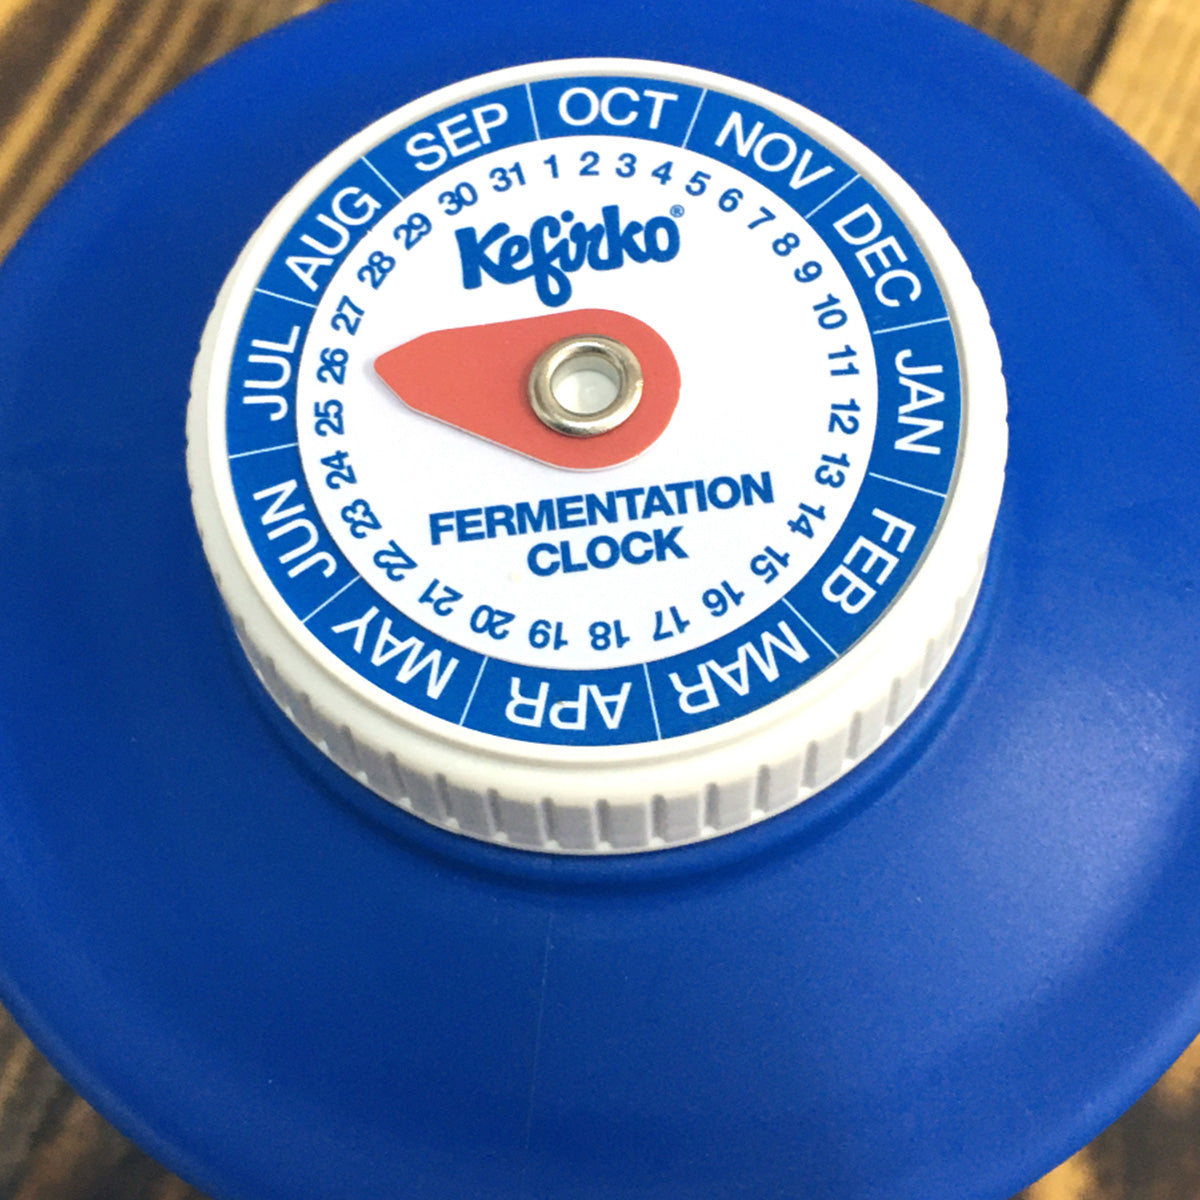 OCT
NOV
DEC
JAN
FEB
MAR
APR
MAY
JUN
JUL
AUG
SEP
1 2 3 4 5 6 7 8 9 10 11 12 13 14 15 16 17 18 19 20 21 22 23 24 25 26 27 28 29 30 31
Kefirko®
FERMENTATION
CLOCK